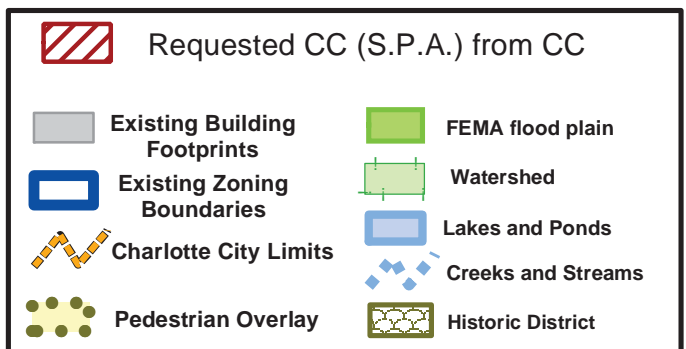 Requested CC (S.P.A.) from CC
Existing Building
Footprints
Existing Zoning
Boundaries
Charlotte City Limits
Pedestrian Overlay
FEMA flood plain
Watershed
Lakes and Ponds
Creeks and Streams
Historic District